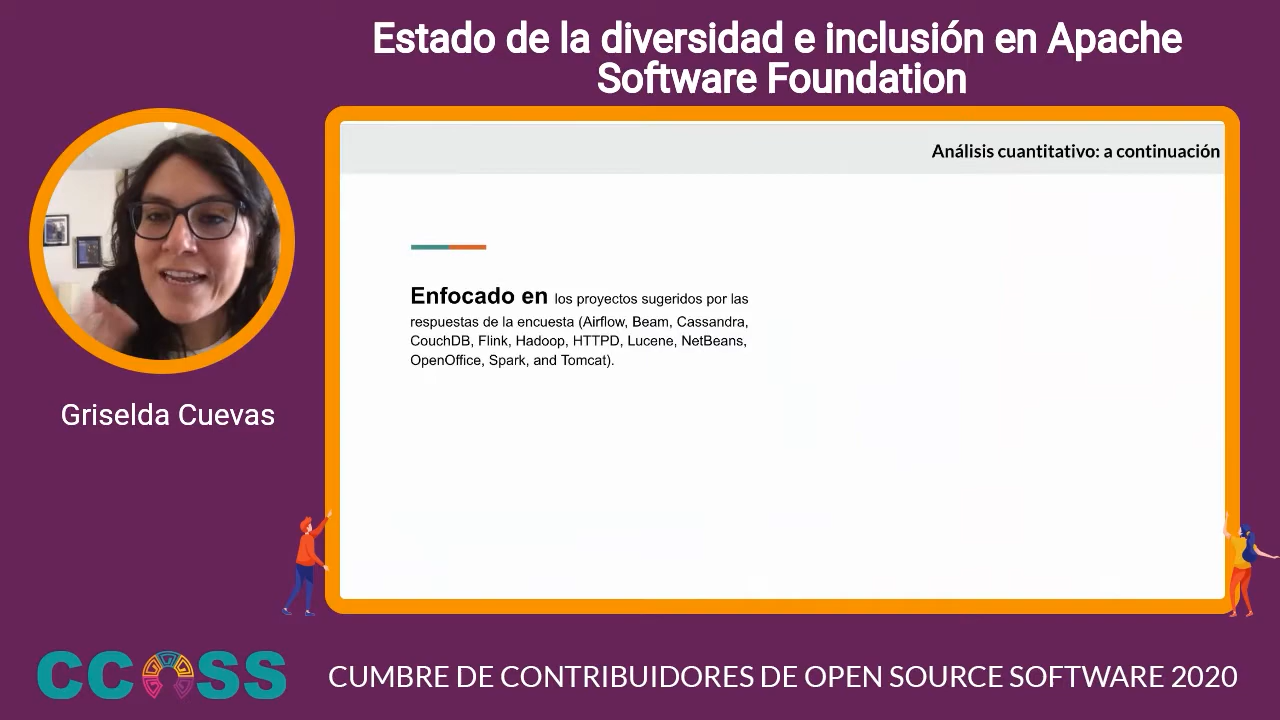 Estado de la diversidad e inclusión en Apache
Software Foundation
Análisis cuantitativo: a continuación
Enfocado en los proyectos sugeridos por las
respuestas de la encuesta (Airflow, Beam, Cassandra,
CouchDB, Flink, Hadoop, HTTPD, Lucene, NetBeans,
OpenOffice, Spark, and Tomcat).
Griselda Cuevas
CCOSS
CUMBRE DE CONTRIBUIDORES DE OPEN SOURCE SOFTWARE 2020